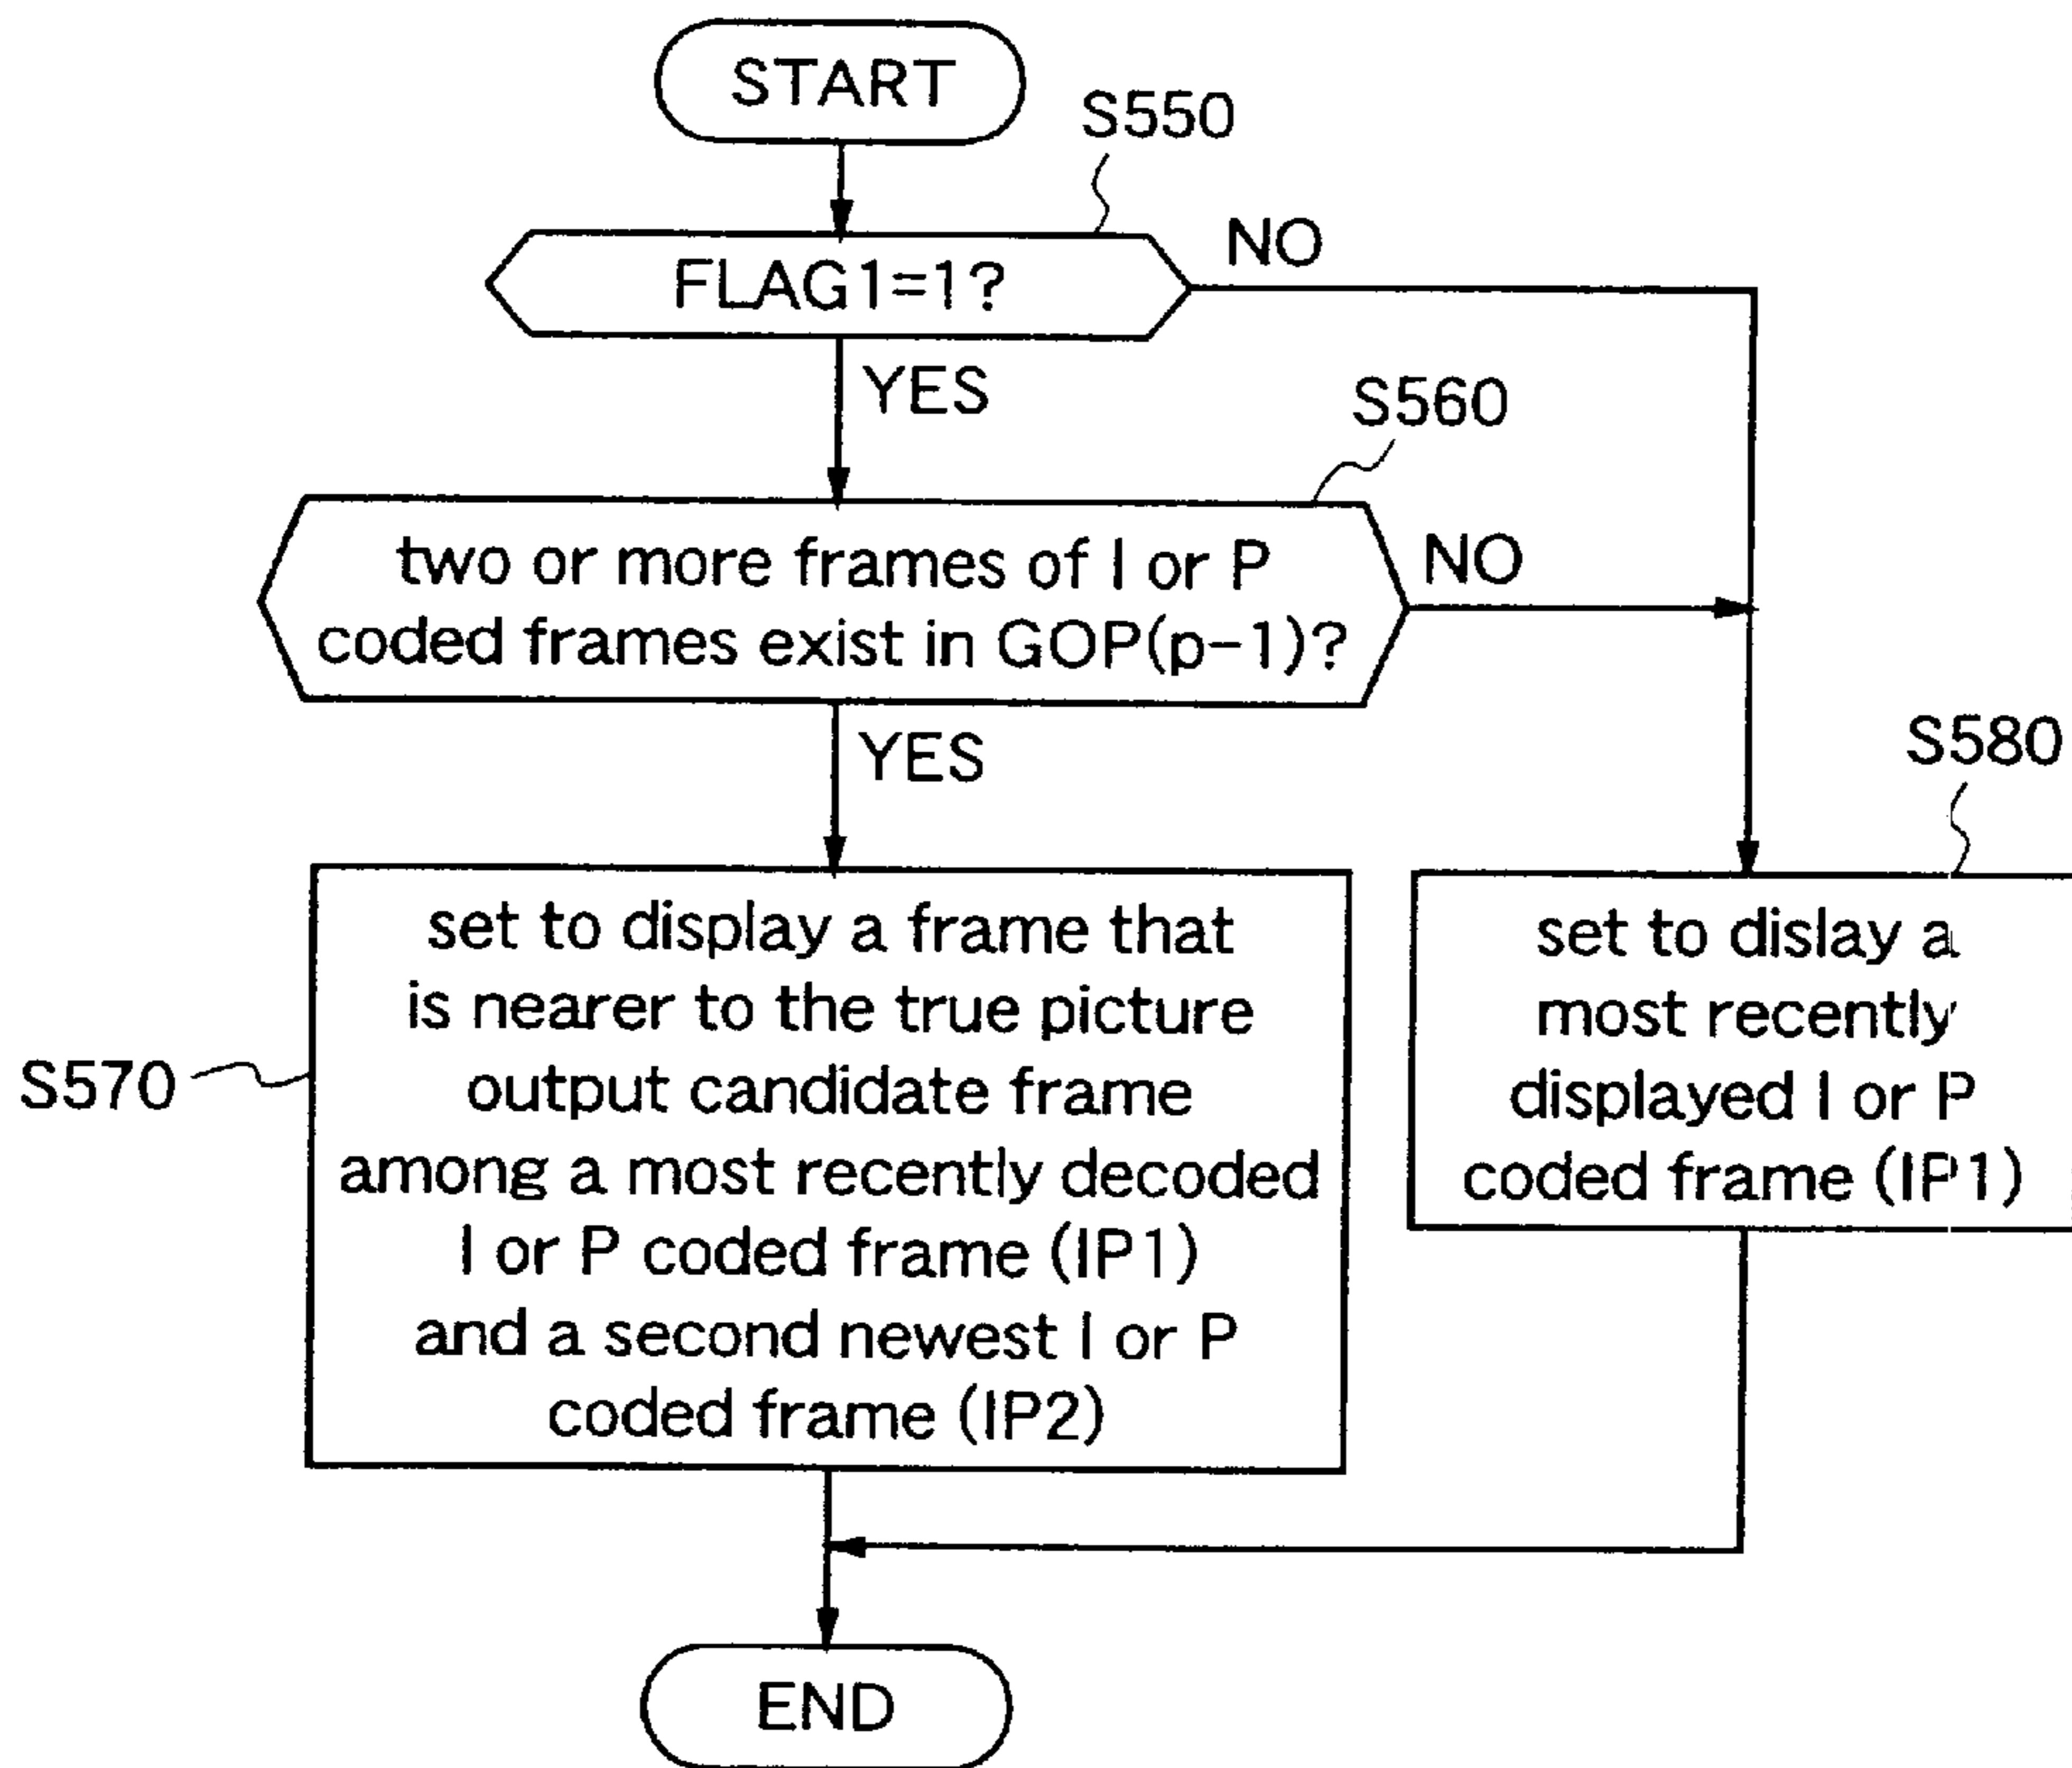 START
S550
FLAG1=1?
NO
YES
S560
two or more frames of I or P
coded frames exist in GOP(p-1)?
NO
YES
S570
set to display a frame that
is nearer to the true picture
output candidate frame
among a most recently decoded
I or P coded frame (IP1)
and a second newest I or P
coded frame (IP2)
S580
set to dislay a
most recently
displayed I or P
coded frame (IP1)
END